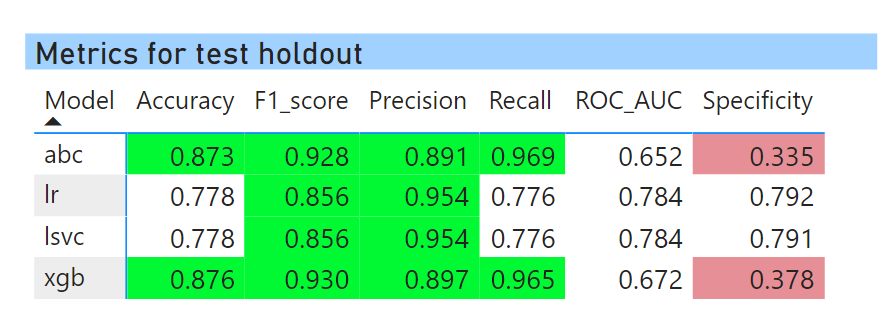 Metrics for test holdout
Model Accuracy F1_score Precision Recall ROC_AUC Specificity
abc 0.873 0.928 0.891 0.969 0.652 0.335
lr 0.778 0.856 0.954 0.776 0.784 0.792
lsvc 0.778 0.856 0.954 0.776 0.784 0.791
xgb 0.876 0.930 0.897 0.965 0.672 0.378